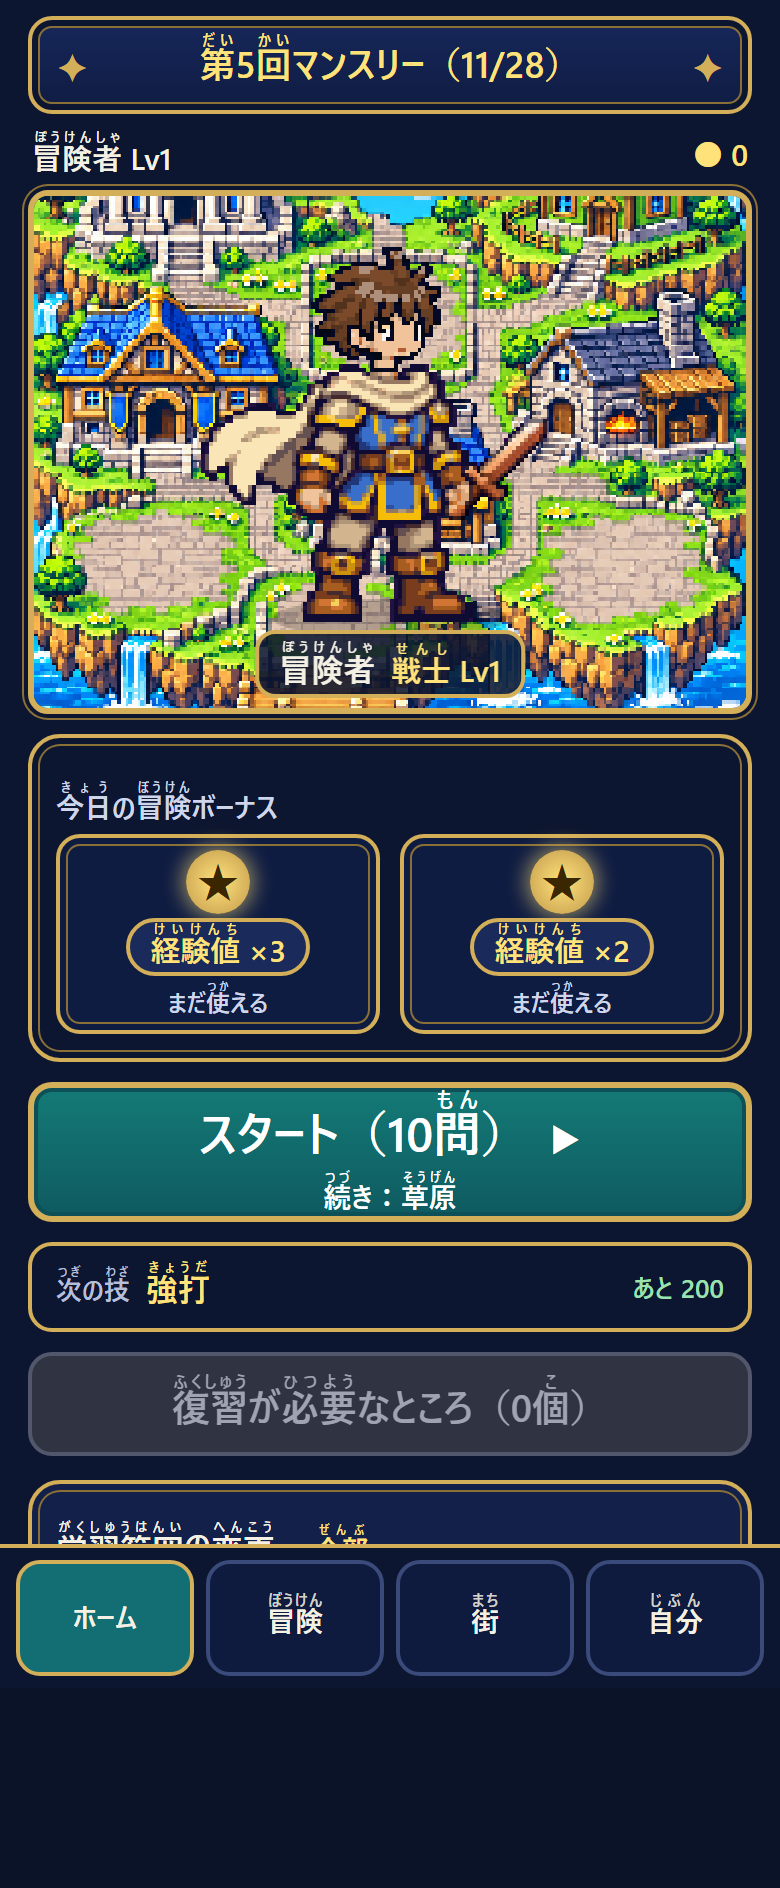 第5回マンスリー（11/28）
冒険者 Lv1
0
冒険者 戦士 Lv1
今日の冒険ボーナス
経験値 ×3
まだ使える
経験値 ×2
まだ使える
スタート（10問） ▶
続き：草原
次の技 強打
あと 200
復習が必要なところ（0個）
ホーム
冒険
街
自分